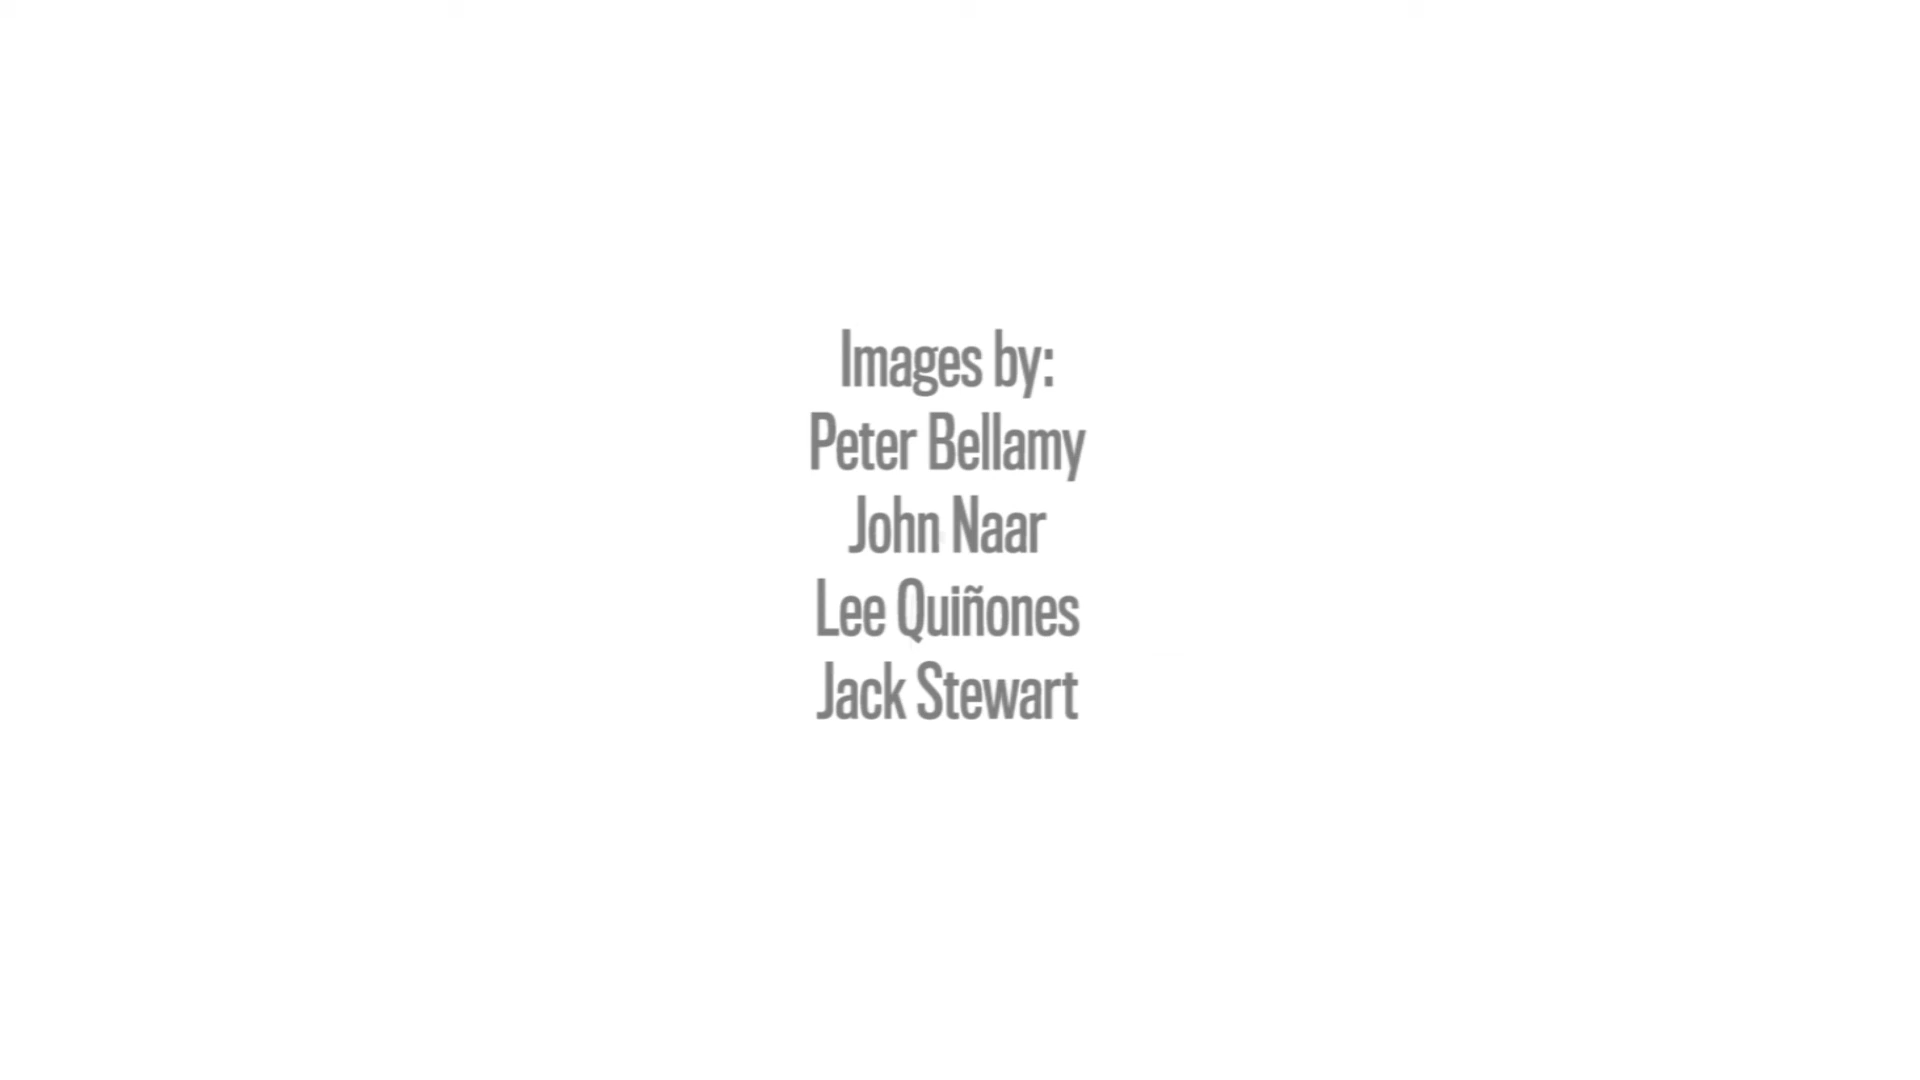 Images by:
Peter Bellamy
John Naar
Lee Quiñones
Jack Stewart